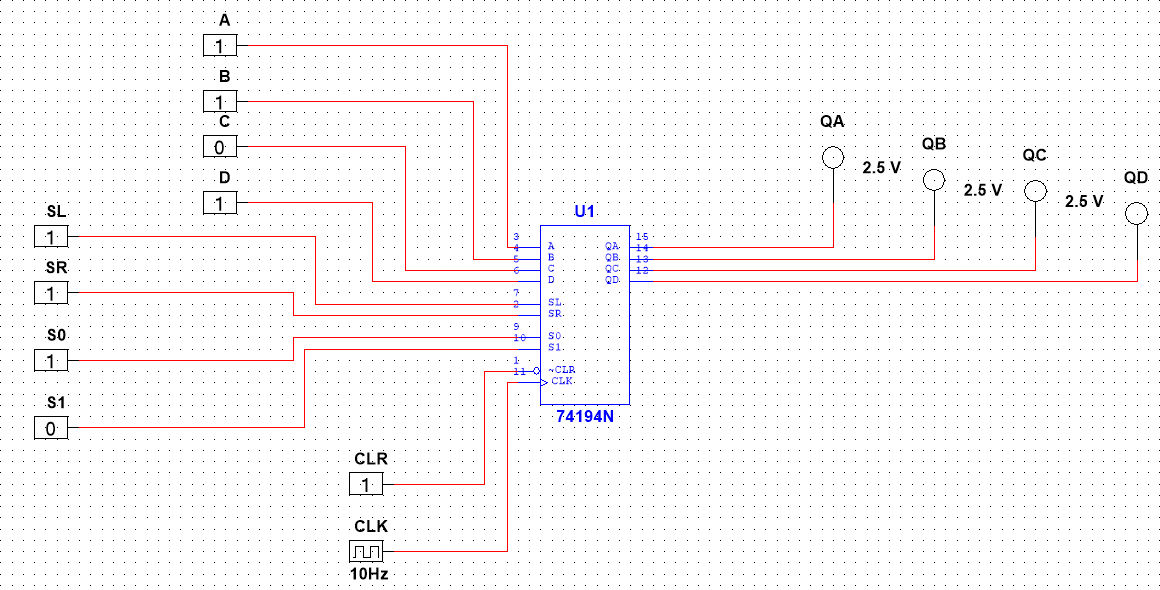 A
1
B
1
C
0
D
1
SL
1
SR
1
S0
1
S1
0
CLR
1
CLK
10Hz
U1
3
4
5
6
7
2
9
10
1
11
A
B
C
D
SL
SR
S0
S1
~CLR
CLK
QA
QB
QC
QD
15
14
13
12
74194N
QA
2.5 V
QB
2.5 V
QC
2.5 V
QD